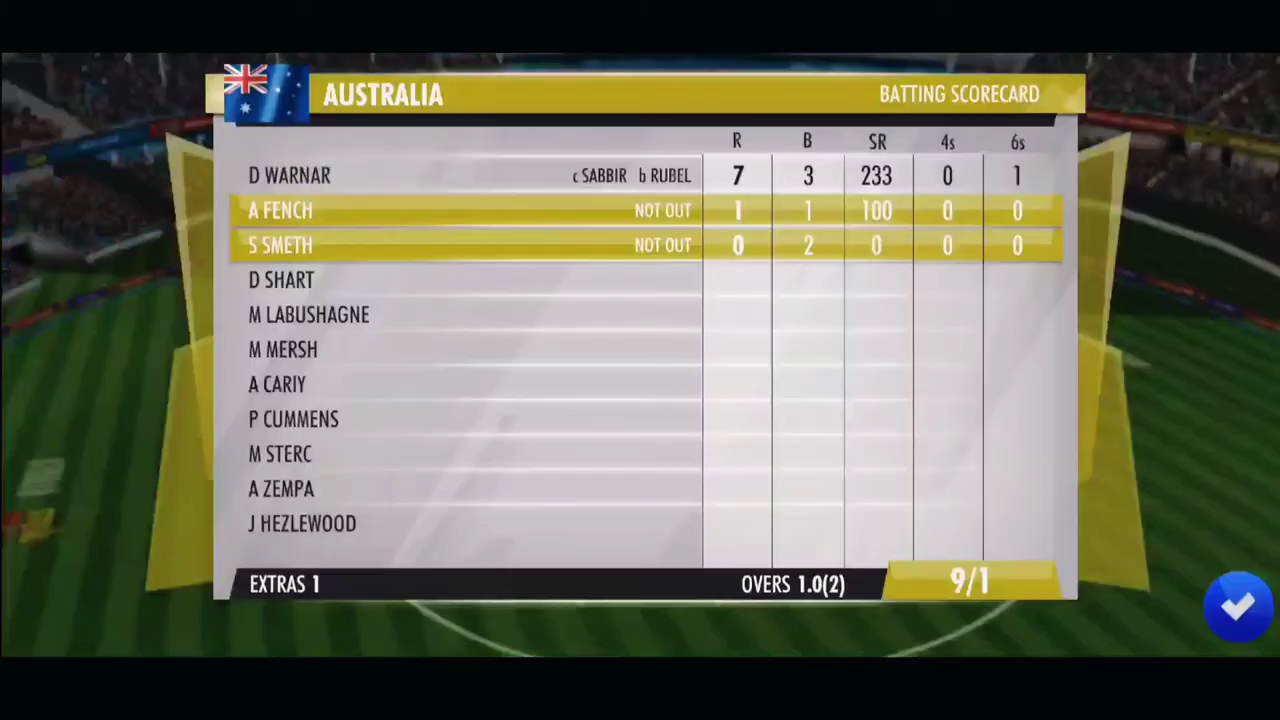 AUSTRALIA BATTING SCORECARD
R B SR 4s 6s
D WARNAR c SABBIR b RUBEL 7 3 233 0 1
A FENCH NOT OUT 1 1 100 0 0
S SMETH NOT OUT 0 2 0 0 0
D SHART
M LABUSHAGNE
M MERSH
A CARIY
P CUMMENS
M STERC
A ZEMPA
J HEZLEWOOD
EXTRAS 1 OVERS 1.0(2) 9/1